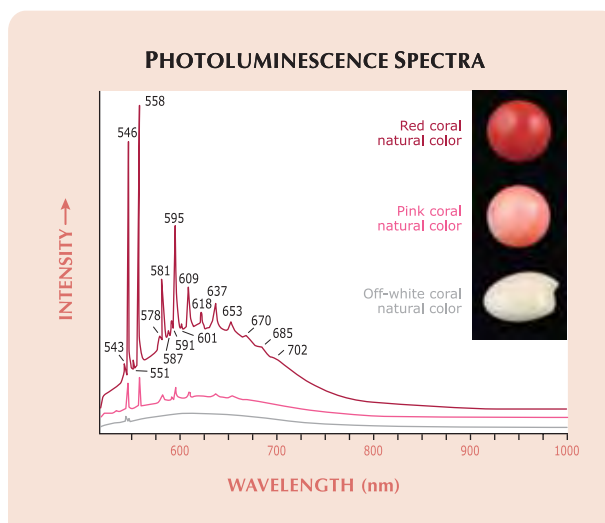 PHOTOLUMINESCENCE SPECTRA
558
546
Red coral
natural color
Pink coral
natural color
Off-white coral
natural color
INTENSITY →
595
581
609
637
618
653
578
670
685
601
702
591
587
543
551
600
700
800
900
1000
WAVELENGTH (nm)